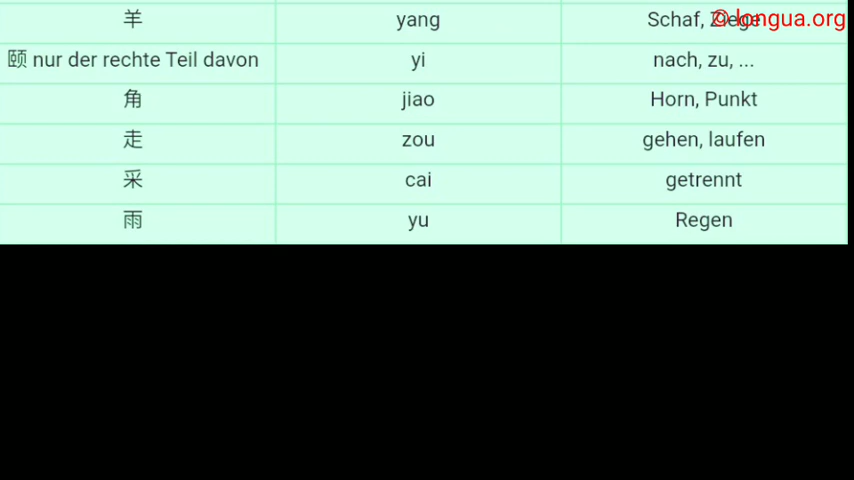 羊 yang Schaf, Ziege
© longua.org
颐 nur der rechte Teil davon yi nach, zu, ...
角 jiao Horn, Punkt
走 zou gehen, laufen
采 cai getrennt
雨 yu Regen